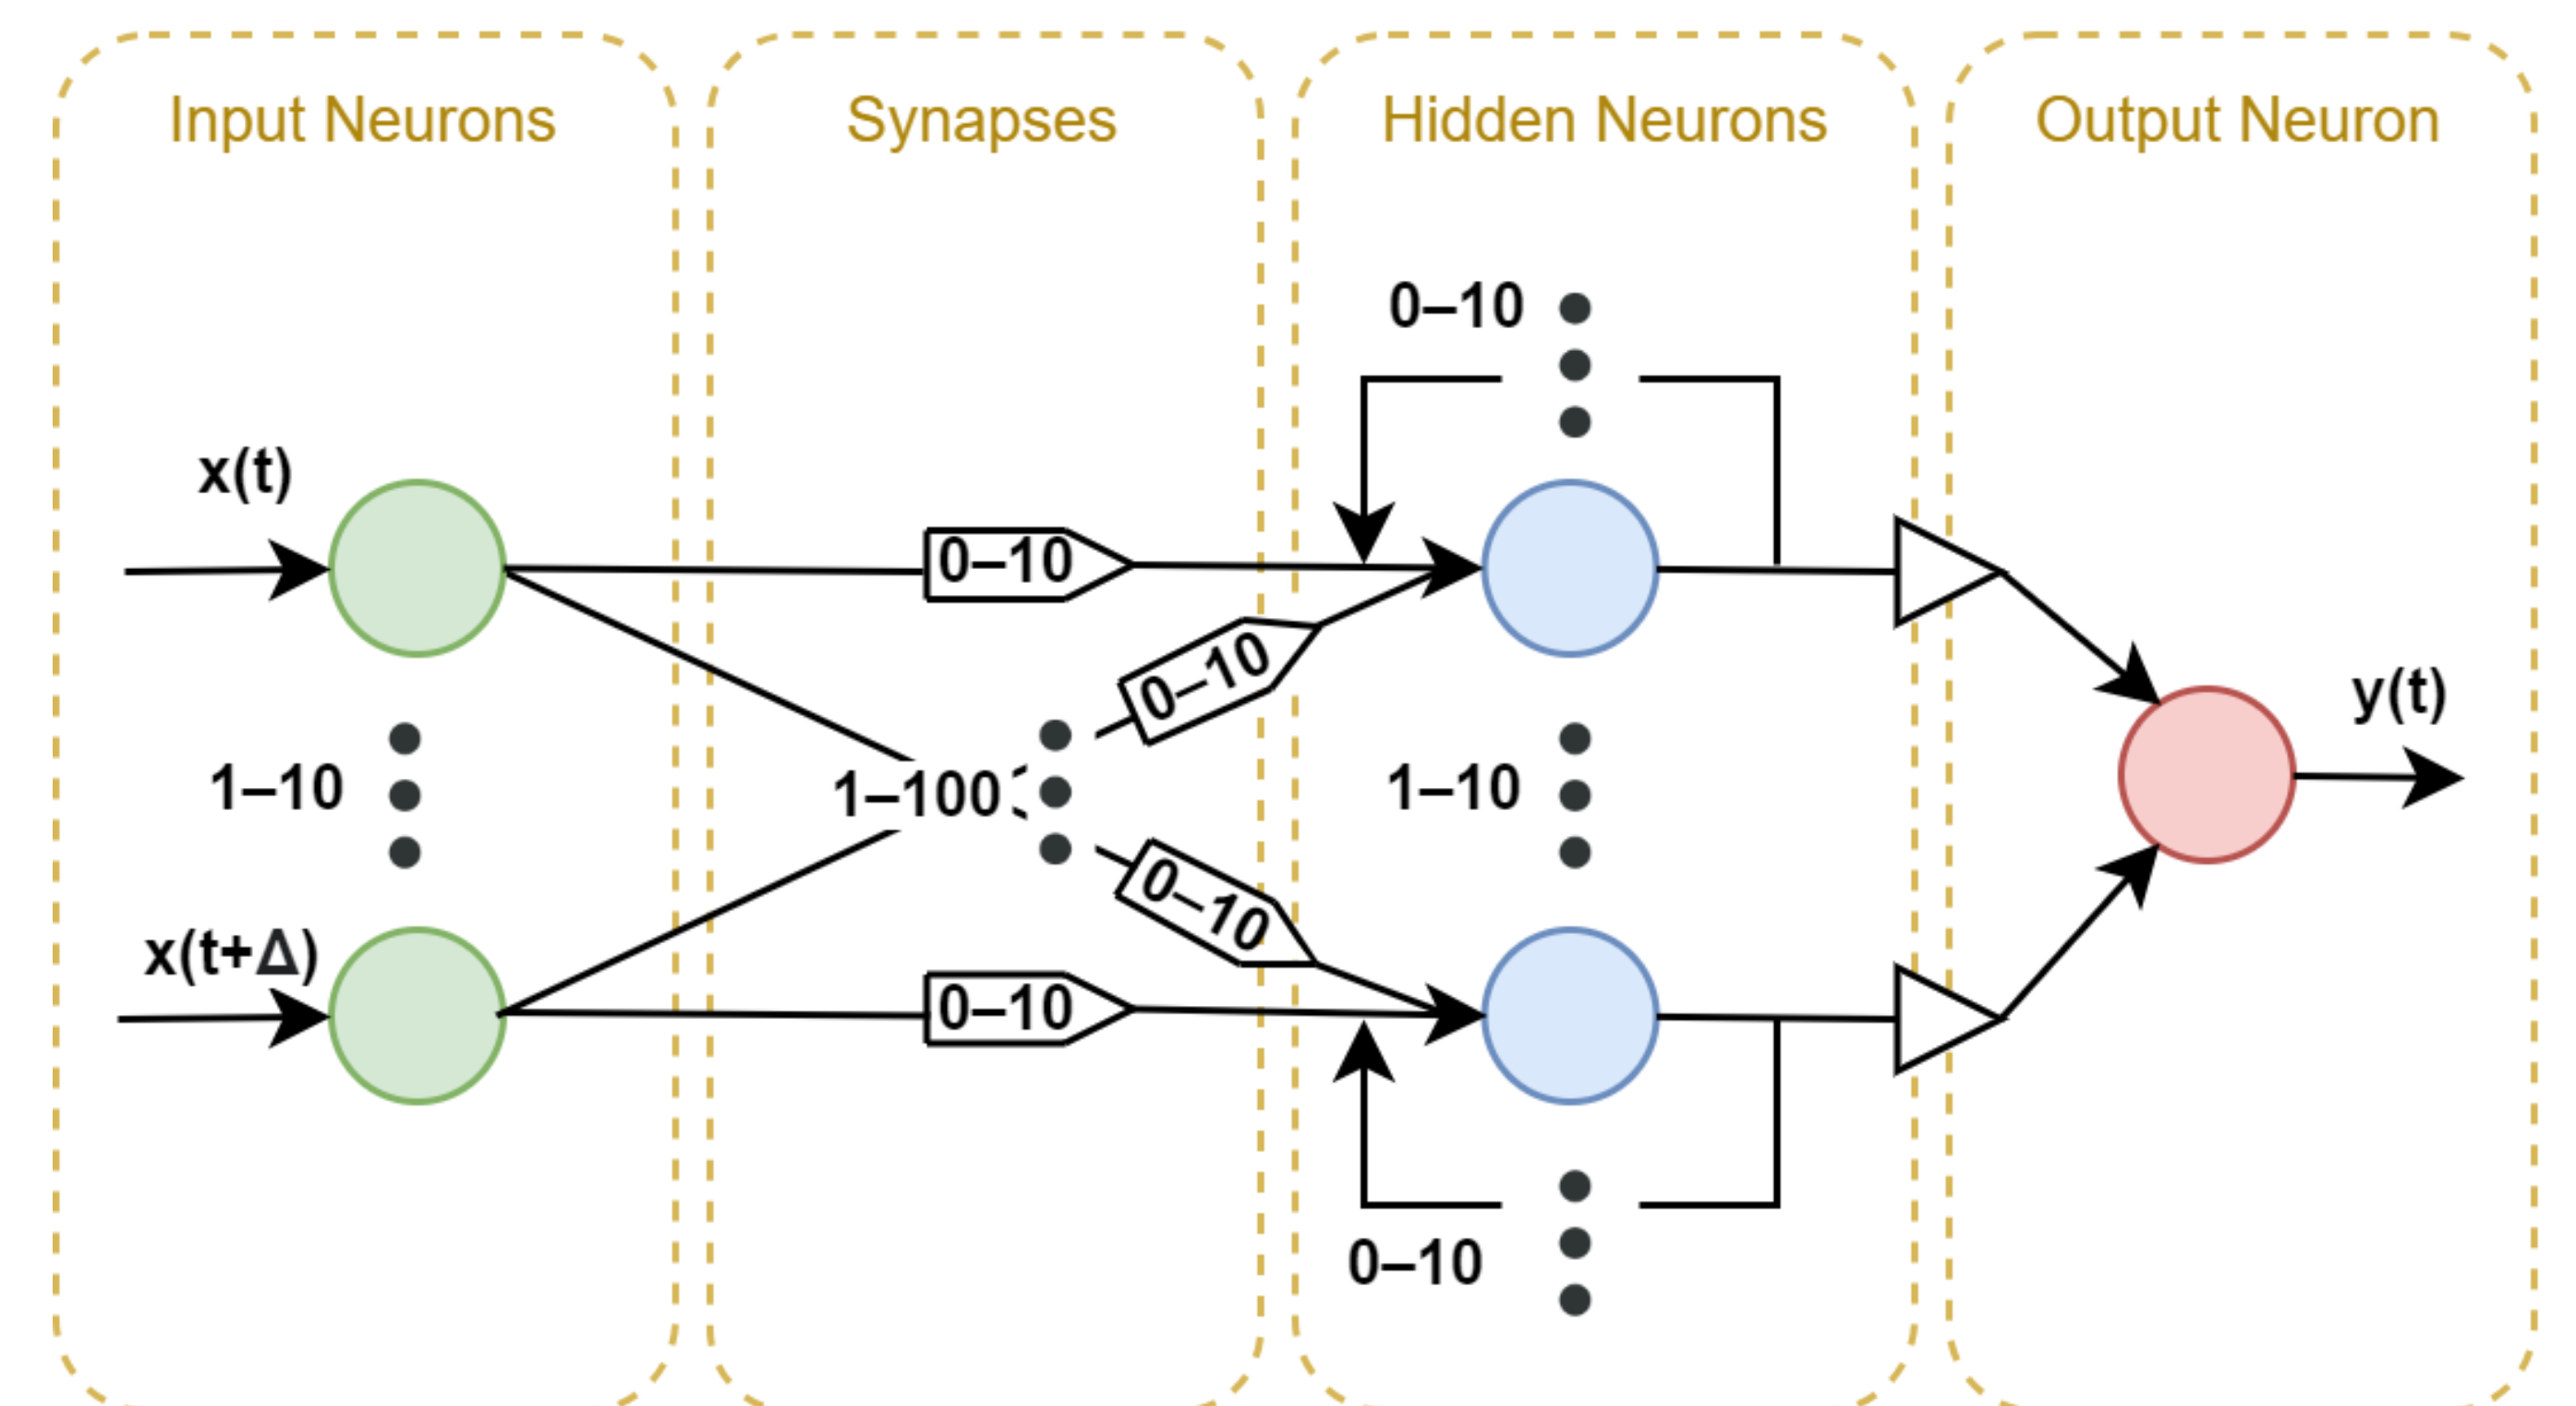 Input Neurons
Synapses
Hidden Neurons
Output Neuron
0–10
x(t)
0–10
0–10
y(t)
1–10
1–100
1–10
0–10
x(t+Δ)
0–10
0–10